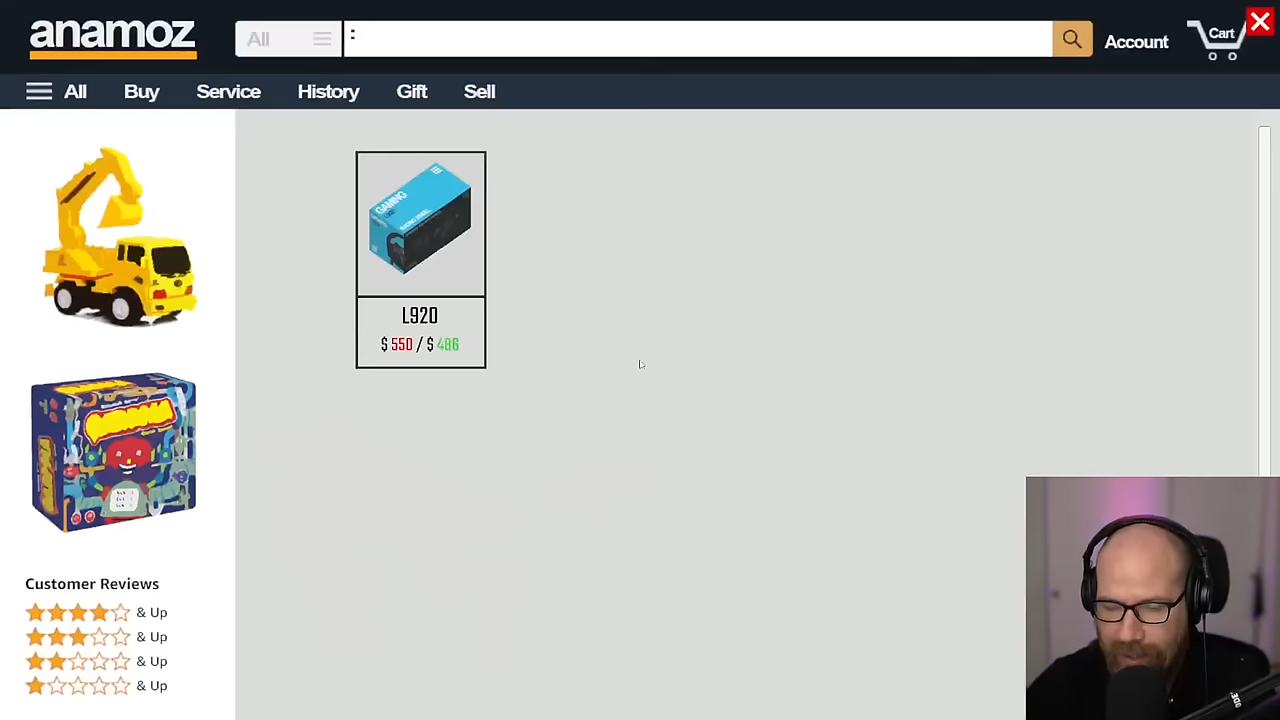 anamoz
All
:
Account
Cart
All Buy Service History Gift Sell
GAMING
L920
$ 550 / $ 486
Customer Reviews
& Up
& Up
& Up
& Up